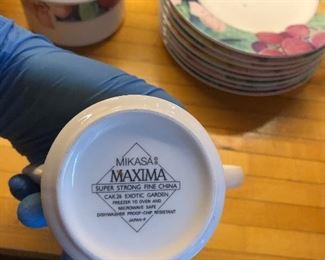 MIKASA
MAXIMA
SUPER STRONG FINE CHINA
CAK28 EXOTIC GARDEN
FREEZER TO OVEN AND
MICROWAVE SAFE
DISHWASHER PROOF-CHIP RESISTANT
JAPAN-P